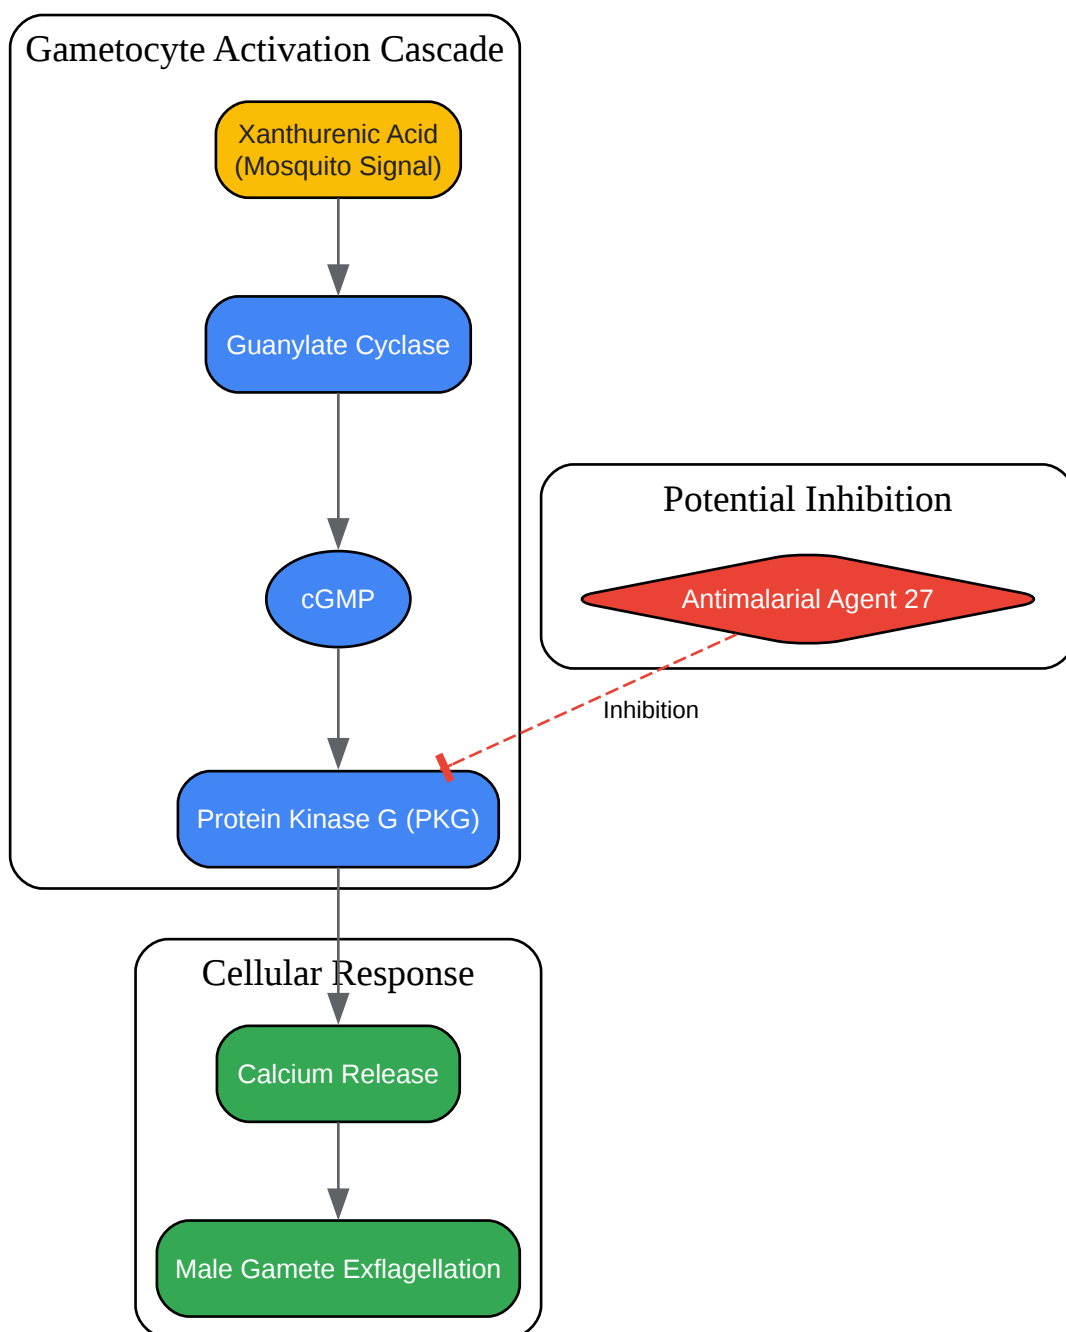 Gametocyte Activation Cascade
Xanthurenic Acid
(Mosquito Signal)
Guanylate Cyclase
cGMP
Potential Inhibition
Antimalarial Agent 27
Inhibition
Protein Kinase G (PKG)
Cellular Response
Calcium Release
Male Gamete Exflagellation